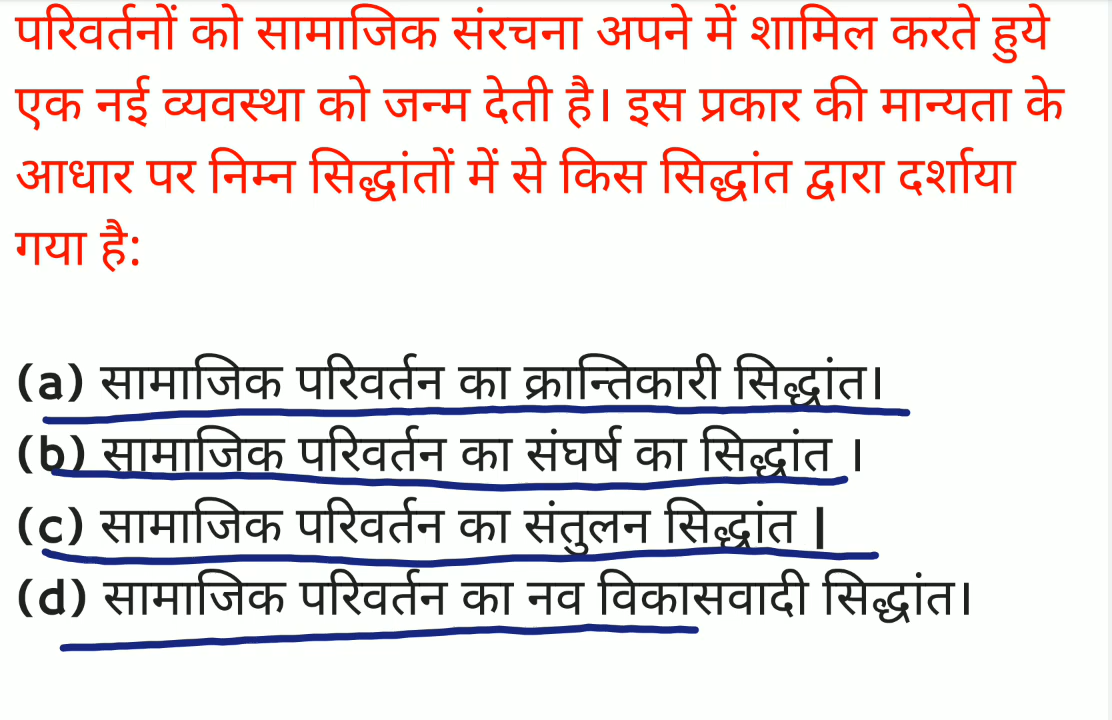 परिवर्तनों को सामाजिक संरचना अपने में शामिल करते हुये
एक नई व्यवस्था को जन्म देती है। इस प्रकार की मान्यता के
आधार पर निम्न सिद्धांतों में से किस सिद्धांत द्वारा दर्शाया
गया है:
(a) सामाजिक परिवर्तन का क्रान्तिकारी सिद्धांत।
(b) सामाजिक परिवर्तन का संघर्ष का सिद्धांत ।
(c) सामाजिक परिवर्तन का संतुलन सिद्धांत |
(d) सामाजिक परिवर्तन का नव विकासवादी सिद्धांत।